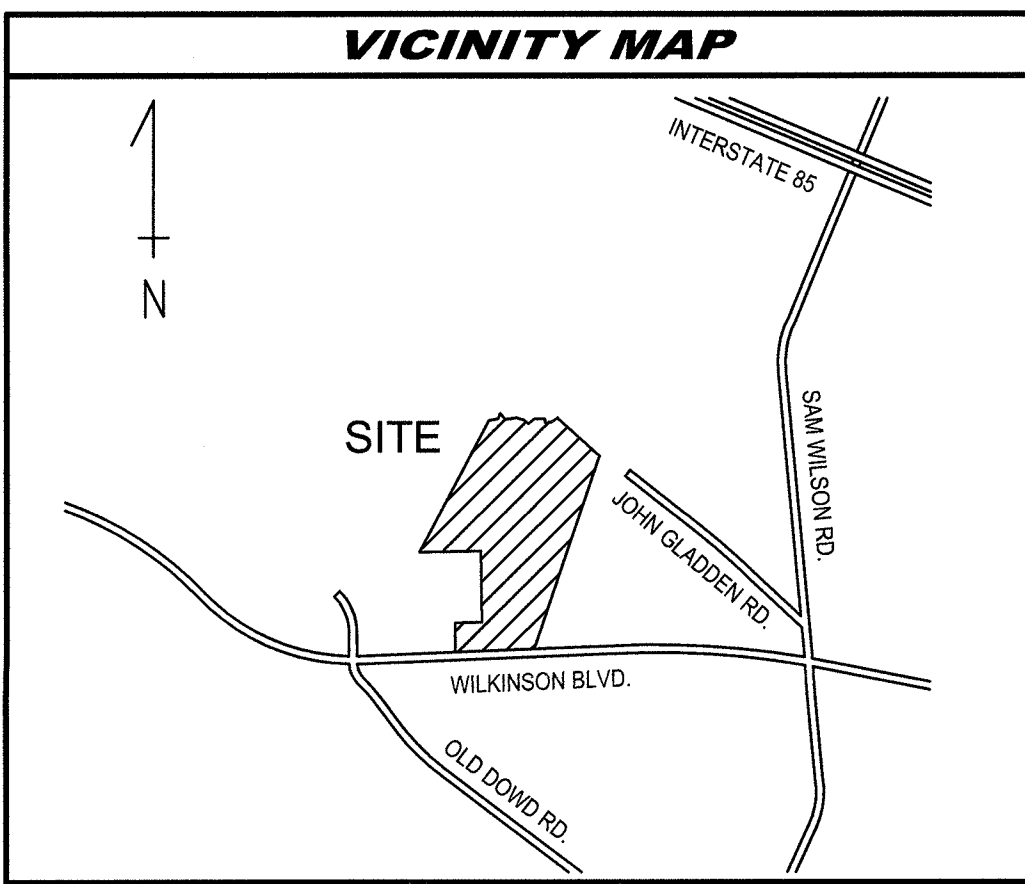 VICINITY MAP
INTERSTATE 85
N
SITE
SAM WILSON RD.
JOHN GLADDEN RD.
WILKINSON BLVD.
OLD DOWD RD.